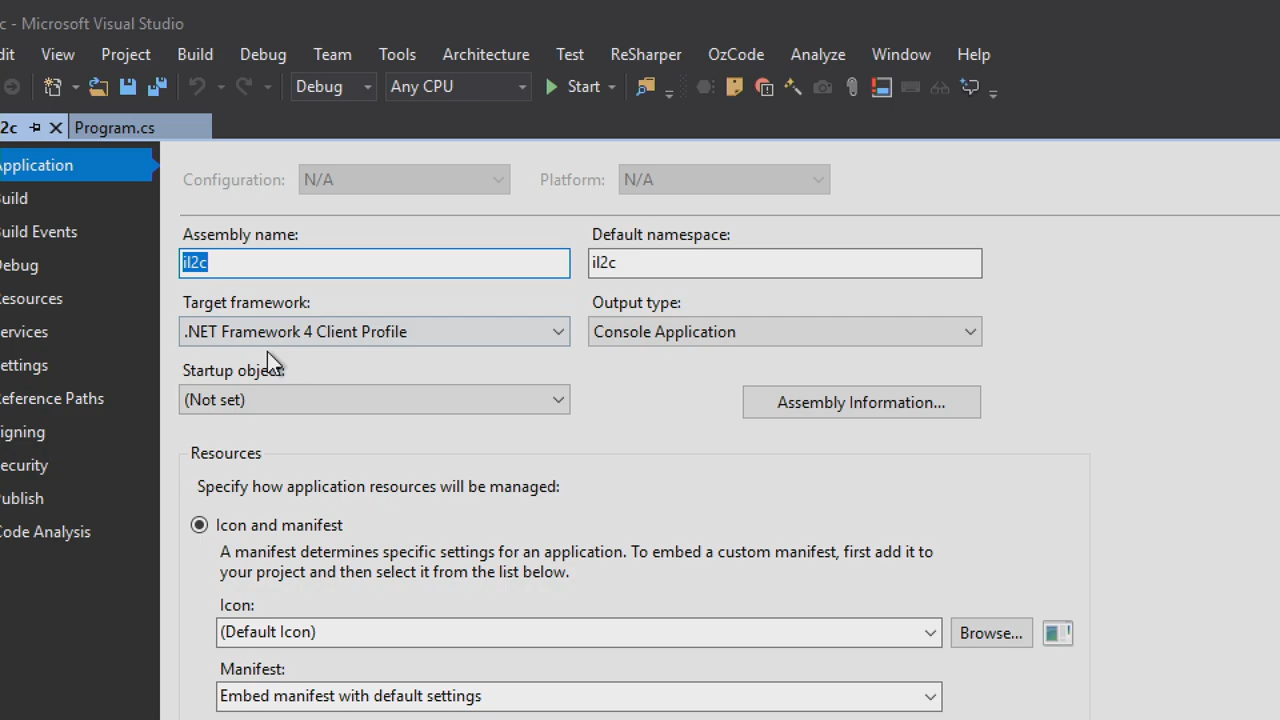 c - Microsoft Visual Studio
dit View Project Build Debug Team Tools Architecture Test ReSharper OzCode Analyze Window Help
Debug Any CPU Start
2c Program.cs
Application
Configuration: N/A Platform: N/A
uild
uild Events
Assembly name: Default namespace:
ebug
il2c il2c
esources
Target framework: Output type:
ervices
.NET Framework 4 Client Profile Console Application
ettings
Startup object:
eference Paths
(Not set) Assembly Information...
igning
Resources
ecurity
Specify how application resources will be managed:
ublish
Icon and manifest
ode Analysis
A manifest determines specific settings for an application. To embed a custom manifest, first add it to
your project and then select it from the list below.
Icon:
(Default Icon) Browse...
Manifest:
Embed manifest with default settings